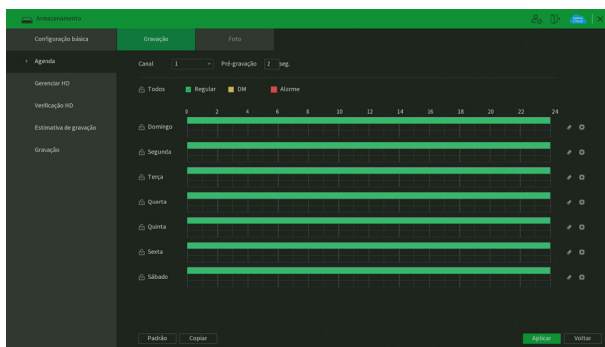 Armazenamento
Configuração básica
Gravação
Foto
Agenda
Canal 1 Pré-gravação 2 seg.
Gerenciar HD
Todos Regular DM Alarme
Verificação HD
0 2 4 6 8 10 12 14 16 18 20 22 24
Estimativa de gravação
Domingo
Gravação
Segunda
Terça
Quarta
Quinta
Sexta
Sábado
Padrão Copiar Aplicar Voltar